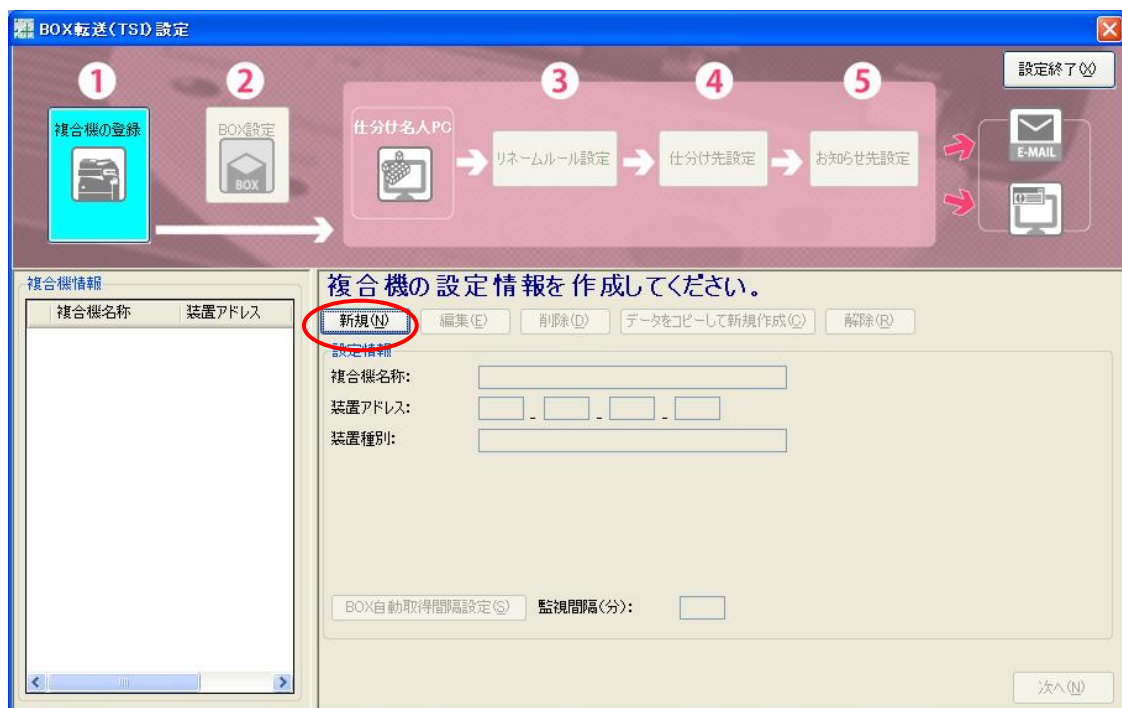 BOX転送(TSI)設定
1 2 3 4 5
設定終了(X)
複合機の登録
BOX設定
BOX
仕分け名人PC
リネームルール設定
仕分け先設定
お知らせ先設定
E-MAIL
複合機情報
複合機名称 装置アドレス
複合機の設定情報を作成してください。
新規(N) 編集(E) 削除(D) データをコピーして新規作成(C) 解除(R)
設定情報
複合機名称:
装置アドレス:
装置種別:
BOX自動取得間隔設定(S) 監視間隔(分):
次へ(N)